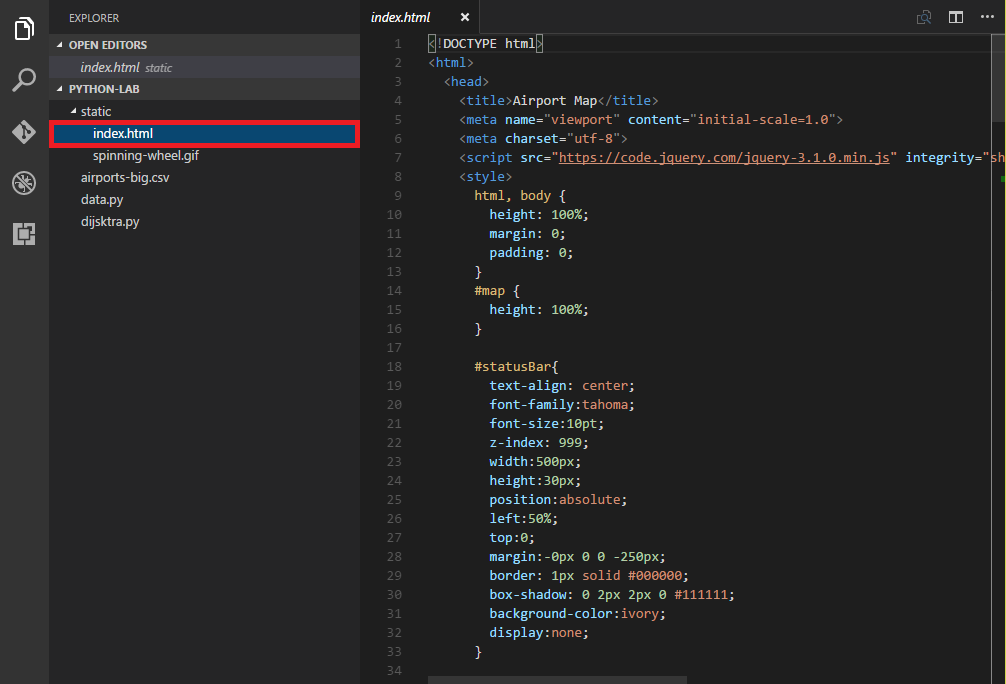 EXPLORER
OPEN EDITORS
index.html static
PYTHON-LAB
static
index.html
spinning-wheel.gif
airports-big.csv
data.py
dijsktra.py
index.html
1 <!DOCTYPE html>
2 <html>
3 <head>
4 <title>Airport Map</title>
5 <meta name="viewport" content="initial-scale=1.0">
6 <meta charset="utf-8">
7 <script src="https://code.jquery.com/jquery-3.1.0.min.js" integrity="sh
8 <style>
9 html, body {
10 height: 100%;
11 margin: 0;
12 padding: 0;
13 }
14 #map {
15 height: 100%;
16 }
17
18 #statusBar{
19 text-align: center;
20 font-family:tahoma;
21 font-size:10pt;
22 z-index: 999;
23 width:500px;
24 height:30px;
25 position:absolute;
26 left:50%;
27 top:0;
28 margin:-0px 0 0 -250px;
29 border: 1px solid #000000;
30 box-shadow: 0 2px 2px 0 #111111;
31 background-color:ivory;
32 display:none;
33 }
34